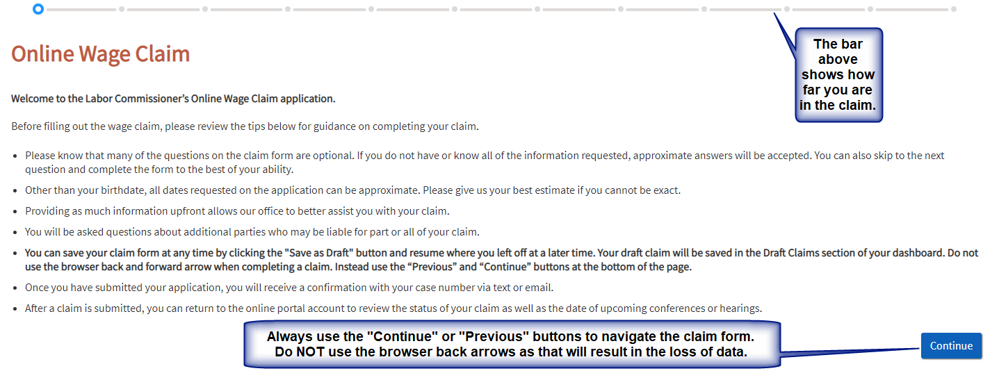 The bar
above
shows how
far you are
in the claim.
Online Wage Claim
Welcome to the Labor Commissioner’s Online Wage Claim application.
Before filling out the wage claim, please review the tips below for guidance on completing your claim.
• Please know that many of the questions on the claim form are optional. If you do not have or know all of the information requested, approximate answers will be accepted. You can also skip to the next
question and complete the form to the best of your ability.
• Other than your birthdate, all dates requested on the application can be approximate. Please give us your best estimate if you cannot be exact.
• Providing as much information upfront allows our office to better assist you with your claim.
• You will be asked questions about additional parties who may be liable for part or all of your claim.
• You can save your claim form at any time by clicking the "Save as Draft" button and resume where you left off at a later time. Your draft claim will be saved in the Draft Claims section of your dashboard. Do not
use the browser back and forward arrow when completing a claim. Instead use the “Previous” and “Continue” buttons at the bottom of the page.
• Once you have submitted your application, you will receive a confirmation with your case number via text or email.
• After a claim is submitted, you can return to the online portal account to review the status of your claim as well as the date of upcoming conferences or hearings.
Always use the "Continue" or "Previous" buttons to navigate the claim form.
Do NOT use the browser back arrows as that will result in the loss of data.
Continue